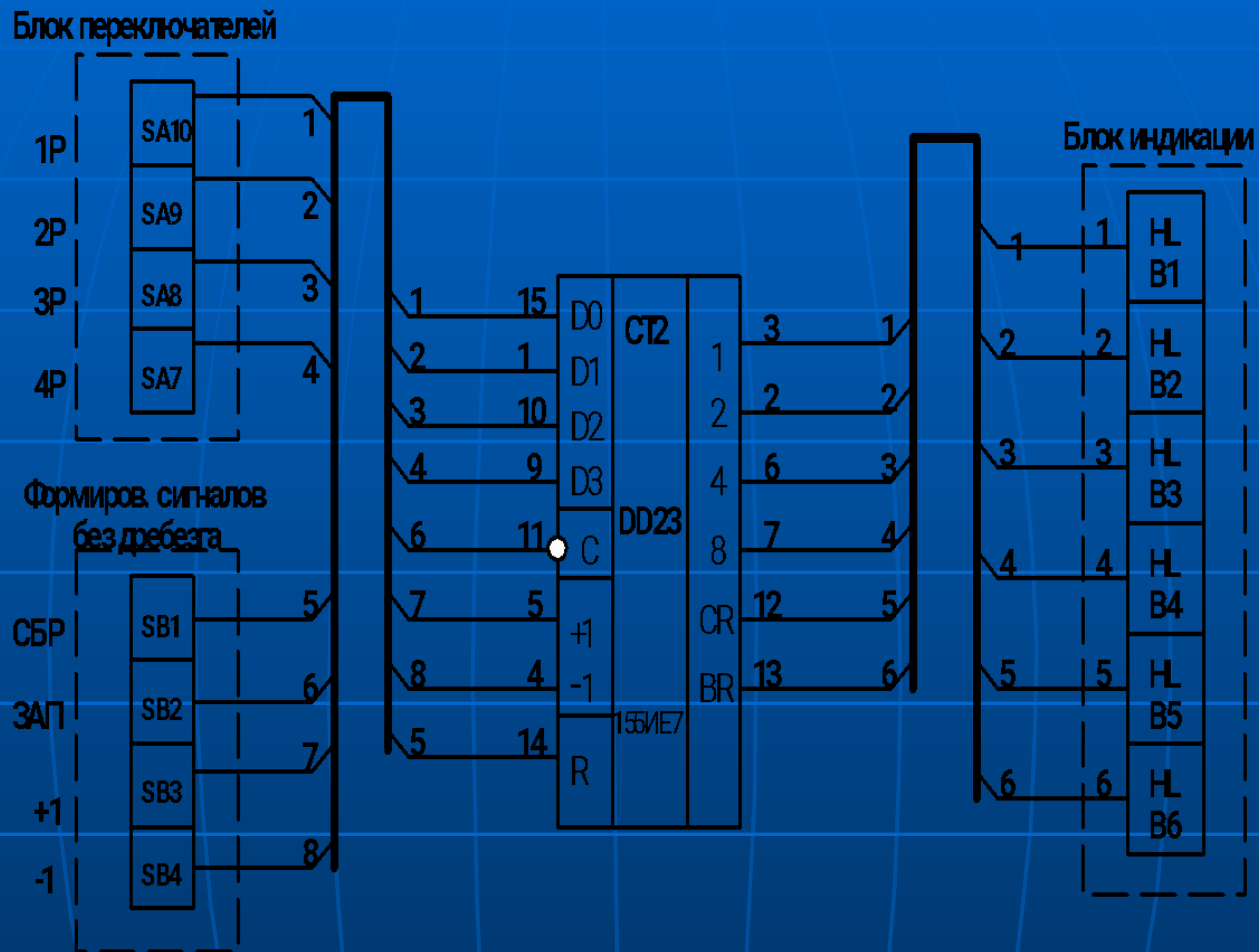 Блок переключателей
1Р
2Р
3Р
4Р
SA10
SA9
SA8
SA7
1
2
3
4
Формиров. сигналов
без дребезга
СБР
ЗАП
+1
-1
SB1
SB2
SB3
SB4
5
6
7
8
1 15
2 1
3 10
4 9
6 11
7 5
8 4
5 14
D0
D1
D2
D3
C
+1
-1
R
CT2
DD23
155ИЕ7
1
2
4
8
CR
BR
3 1
2 2
6 3
7 4
12 5
13 6
Блок индикации
1 1
2 2
3 3
4 4
5 5
6 6
HL
B1
HL
B2
HL
B3
HL
B4
HL
B5
HL
B6